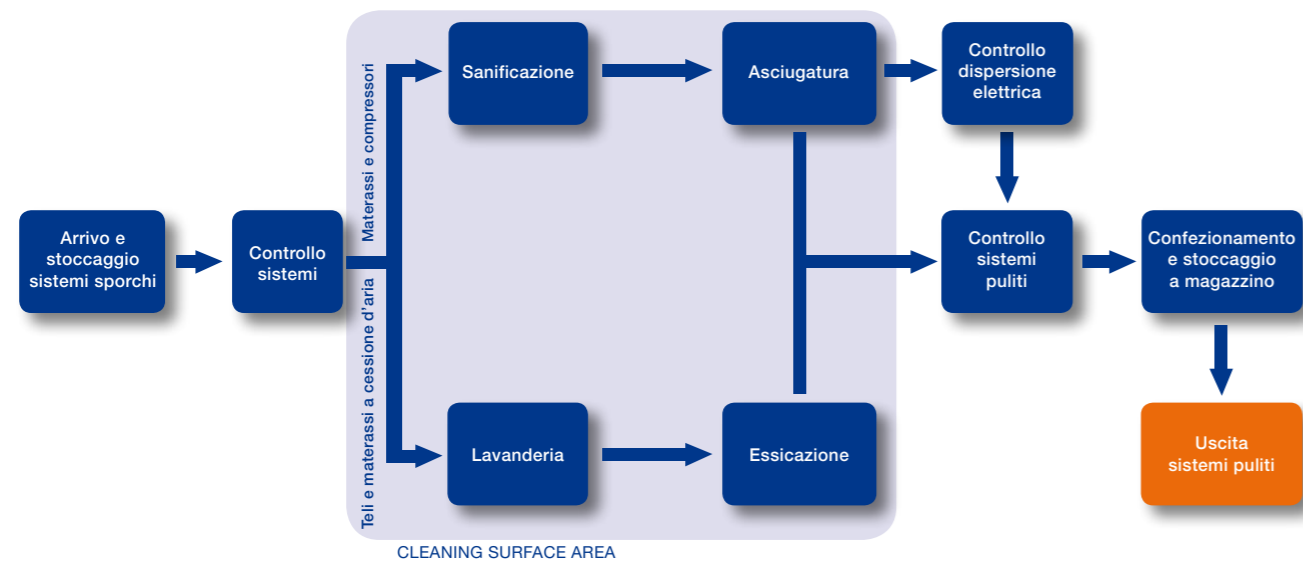 Arrivo e
stoccaggio
sistemi sporchi
Controllo
sistemi
Materassi e compressori
Teli e materassi a cessione d'aria
Sanificazione
Asciugatura
Controllo
dispersione
elettrica
Lavanderia
Essicazione
Controllo
sistemi
puliti
Confezionamento
e stoccaggio
a magazzino
Uscita
sistemi puliti
CLEANING SURFACE AREA